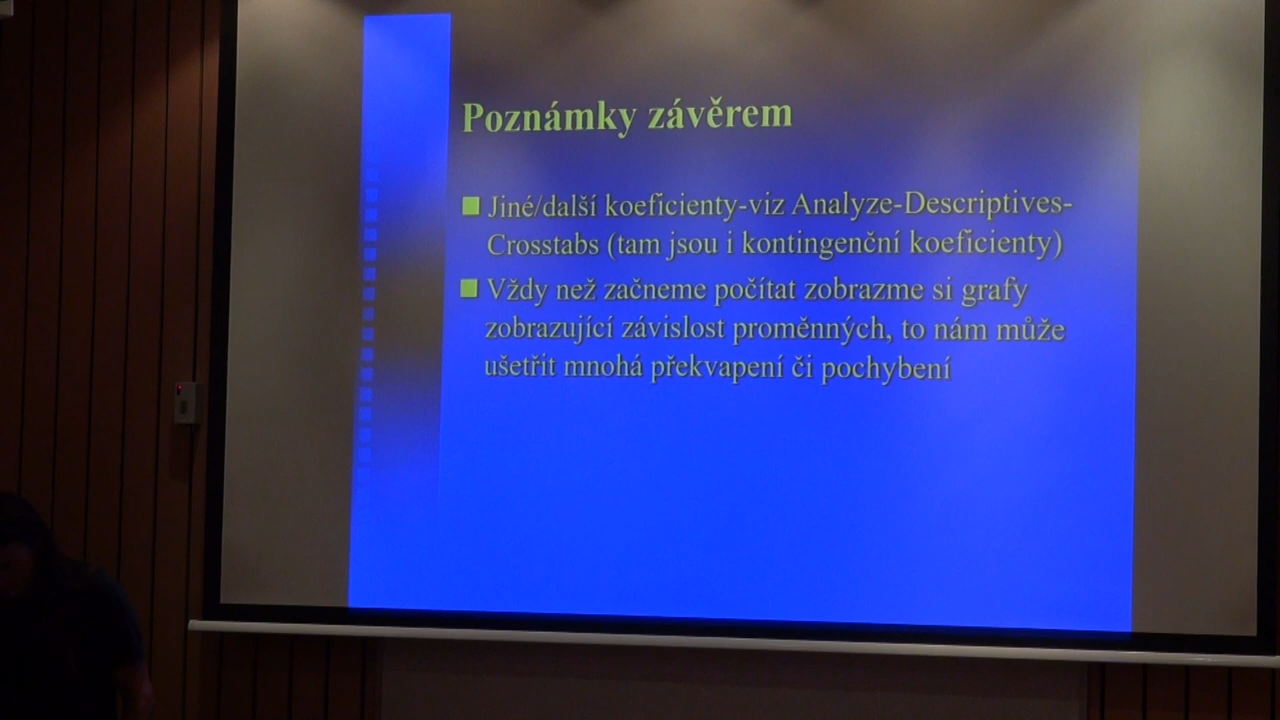 Poznámky závěrem
Jiné/další koeficienty-viz Analyze-Descriptives-
Crosstabs (tam jsou i kontingenční koeficienty)
Vždy než začneme počítat zobrazme si grafy
zobrazující závislost proměnných, to nám může
ušetřit mnohá překvapení či pochybení